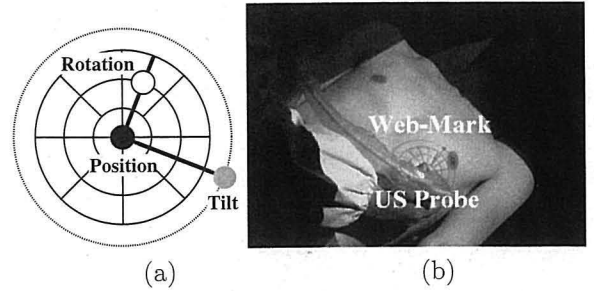 Rotation
Position
Tilt
(a)
Web-Mark
US Probe
(b)